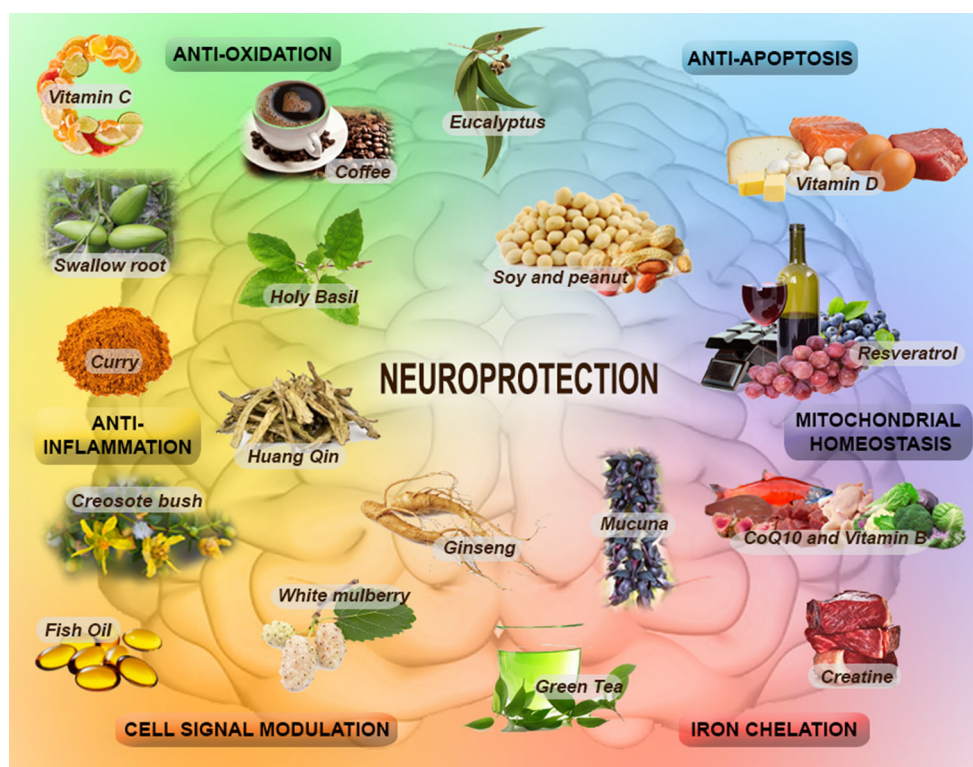 ANTI-OXIDATION
ANTI-APOPTOSIS
Vitamin C
Eucalyptus
Coffee
Vitamin D
Swallow root
Holy Basil
Soy and peanut
Curry
Resveratrol
NEUROPROTECTION
ANTI-
INFLAMMATION
MITOCHONDRIAL
HOMEOSTASIS
Huang Qin
Creosote bush
Ginseng
Mucuna
CoQ10 and Vitamin B
White mulberry
Fish Oil
Green Tea
Creatine
CELL SIGNAL MODULATION
IRON CHELATION